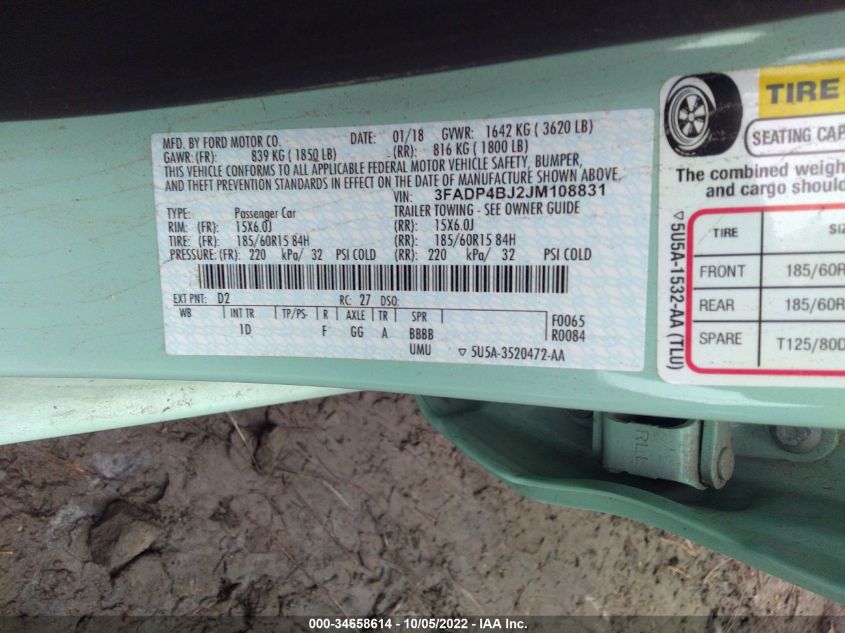 MFD. BY FORD MOTOR CO. DATE: 01/18 GVWR: 1642 KG ( 3620 LB)
GAWR:(FR): 839 KG ( 1850 LB) (RR): 816 KG ( 1800 LB)
THIS VEHICLE CONFORMS TO ALL APPLICABLE FEDERAL MOTOR VEHICLE SAFETY, BUMPER,
AND THEFT PREVENTION STANDARDS IN EFFECT ON THE DATE OF MANUFACTURE SHOWN ABOVE.
VIN: 3FADP4BJ2JM108831
TYPE: Passenger Car TRAILER TOWING - SEE OWNER GUIDE
RIM: (FR): 15X6.0J (RR): 15X6.0J
TIRE: (FR): 185/60R15 84H (RR): 185/60R15 84H
PRESSURE:(FR): 220 kPa/ 32 PSI COLD (RR): 220 kPa/ 32 PSI COLD
EXT PNT: D2 RC: 27 DSO:
WB INT TR TP/PS- R AXLE TR SPR F0065
1D F GG A BBBB R0084
UMU 5U5A-3520472-AA
TIRE
SEATING CAP
The combined weigh
and cargo shoul
TIRE SI
FRONT 185/60R
REAR 185/60R
SPARE T125/80D
5U5A-1532-AA (TLU)
RLL
000-34658614 - 10/05/2022 - IAA Inc.